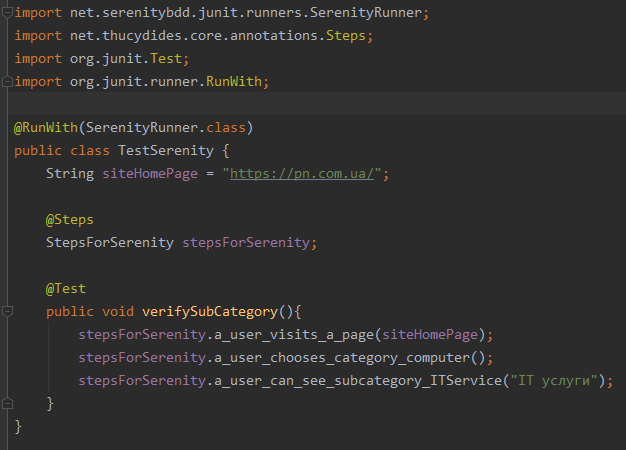 import net.serenitybdd.junit.runners.SerenityRunner;
import net.thucydides.core.annotations.Steps;
import org.junit.Test;
import org.junit.runner.RunWith;
@RunWith(SerenityRunner.class)
public class TestSerenity {
String siteHomePage = "https://pn.com.ua/";
@Steps
StepsForSerenity stepsForSerenity;
@Test
public void verifySubCategory(){
stepsForSerenity.a_user_visits_a_page(siteHomePage);
stepsForSerenity.a_user_chooses_category_computer();
stepsForSerenity.a_user_can_see_subcategory_ITService("IT услуги");
}
}